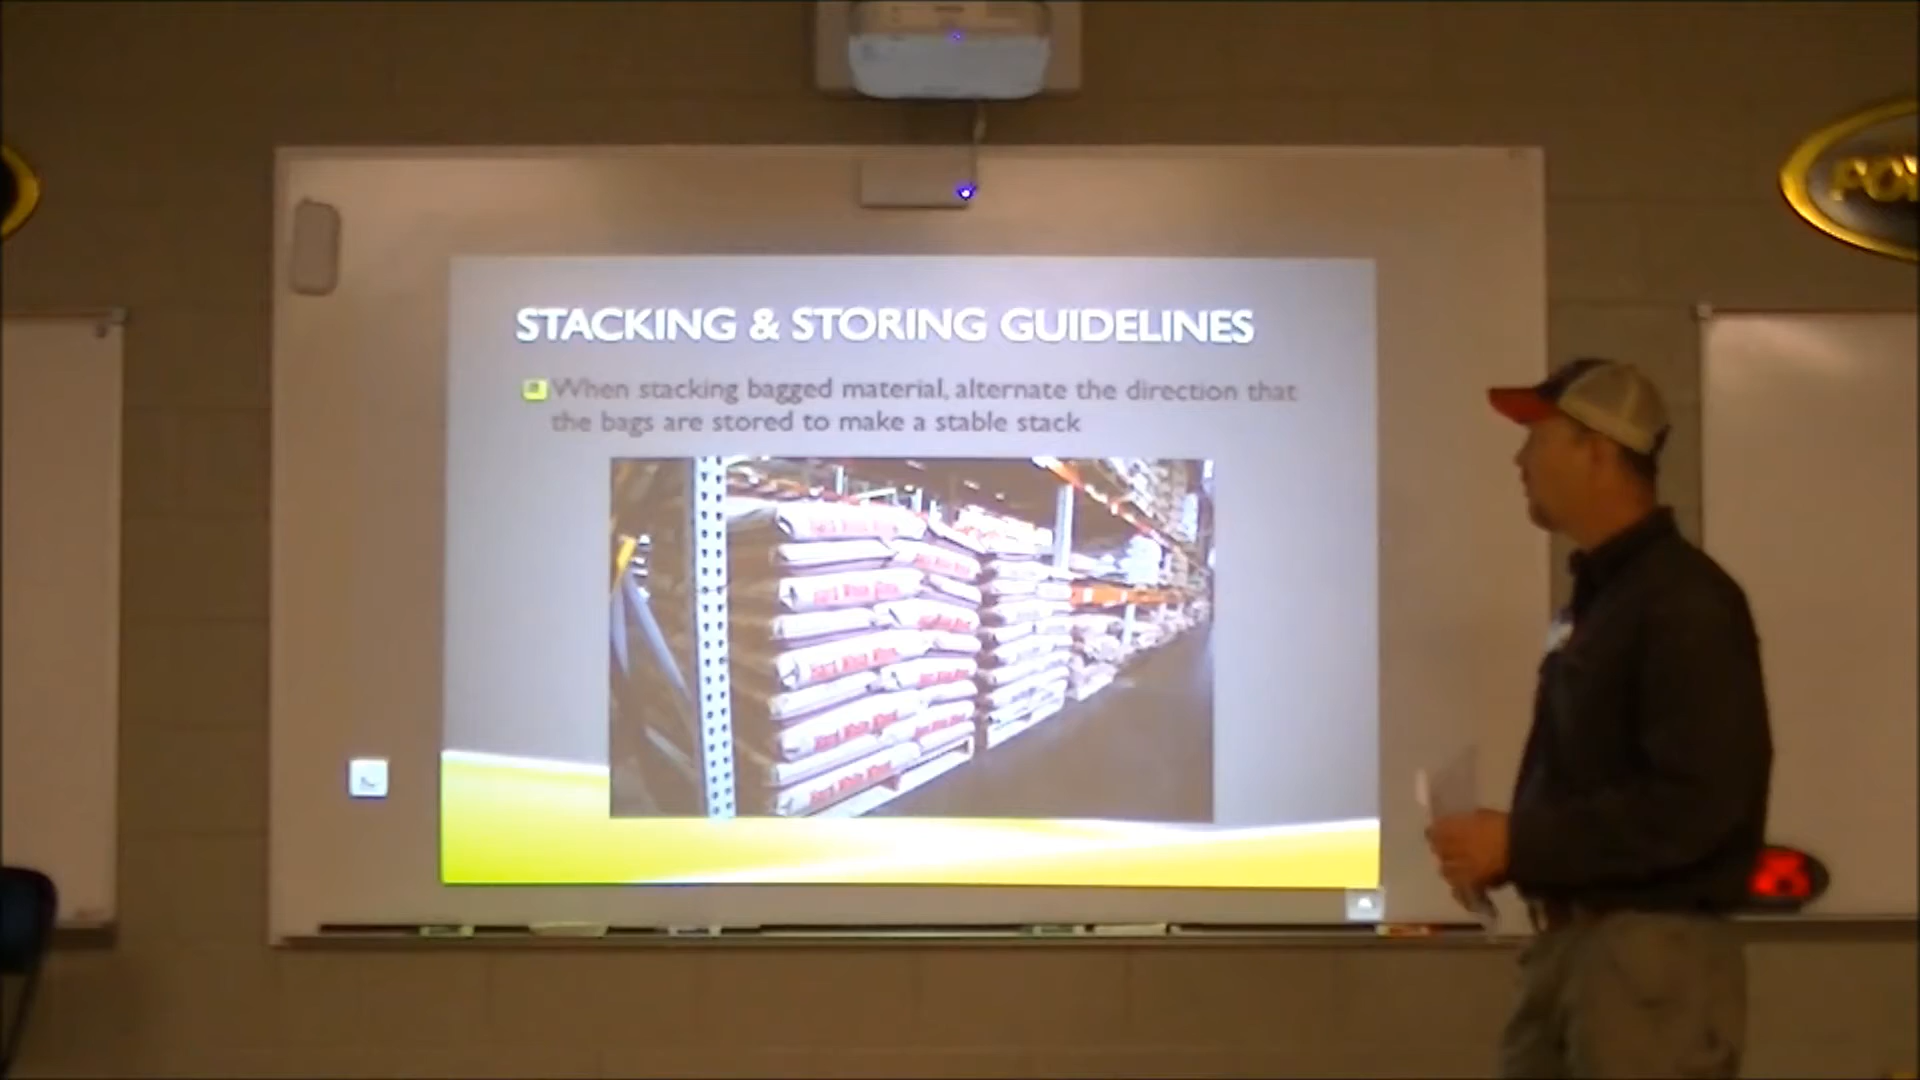 STACKING & STORING GUIDELINES
When stacking bagged material, alternate the direction that
the bags are stored to make a stable stack